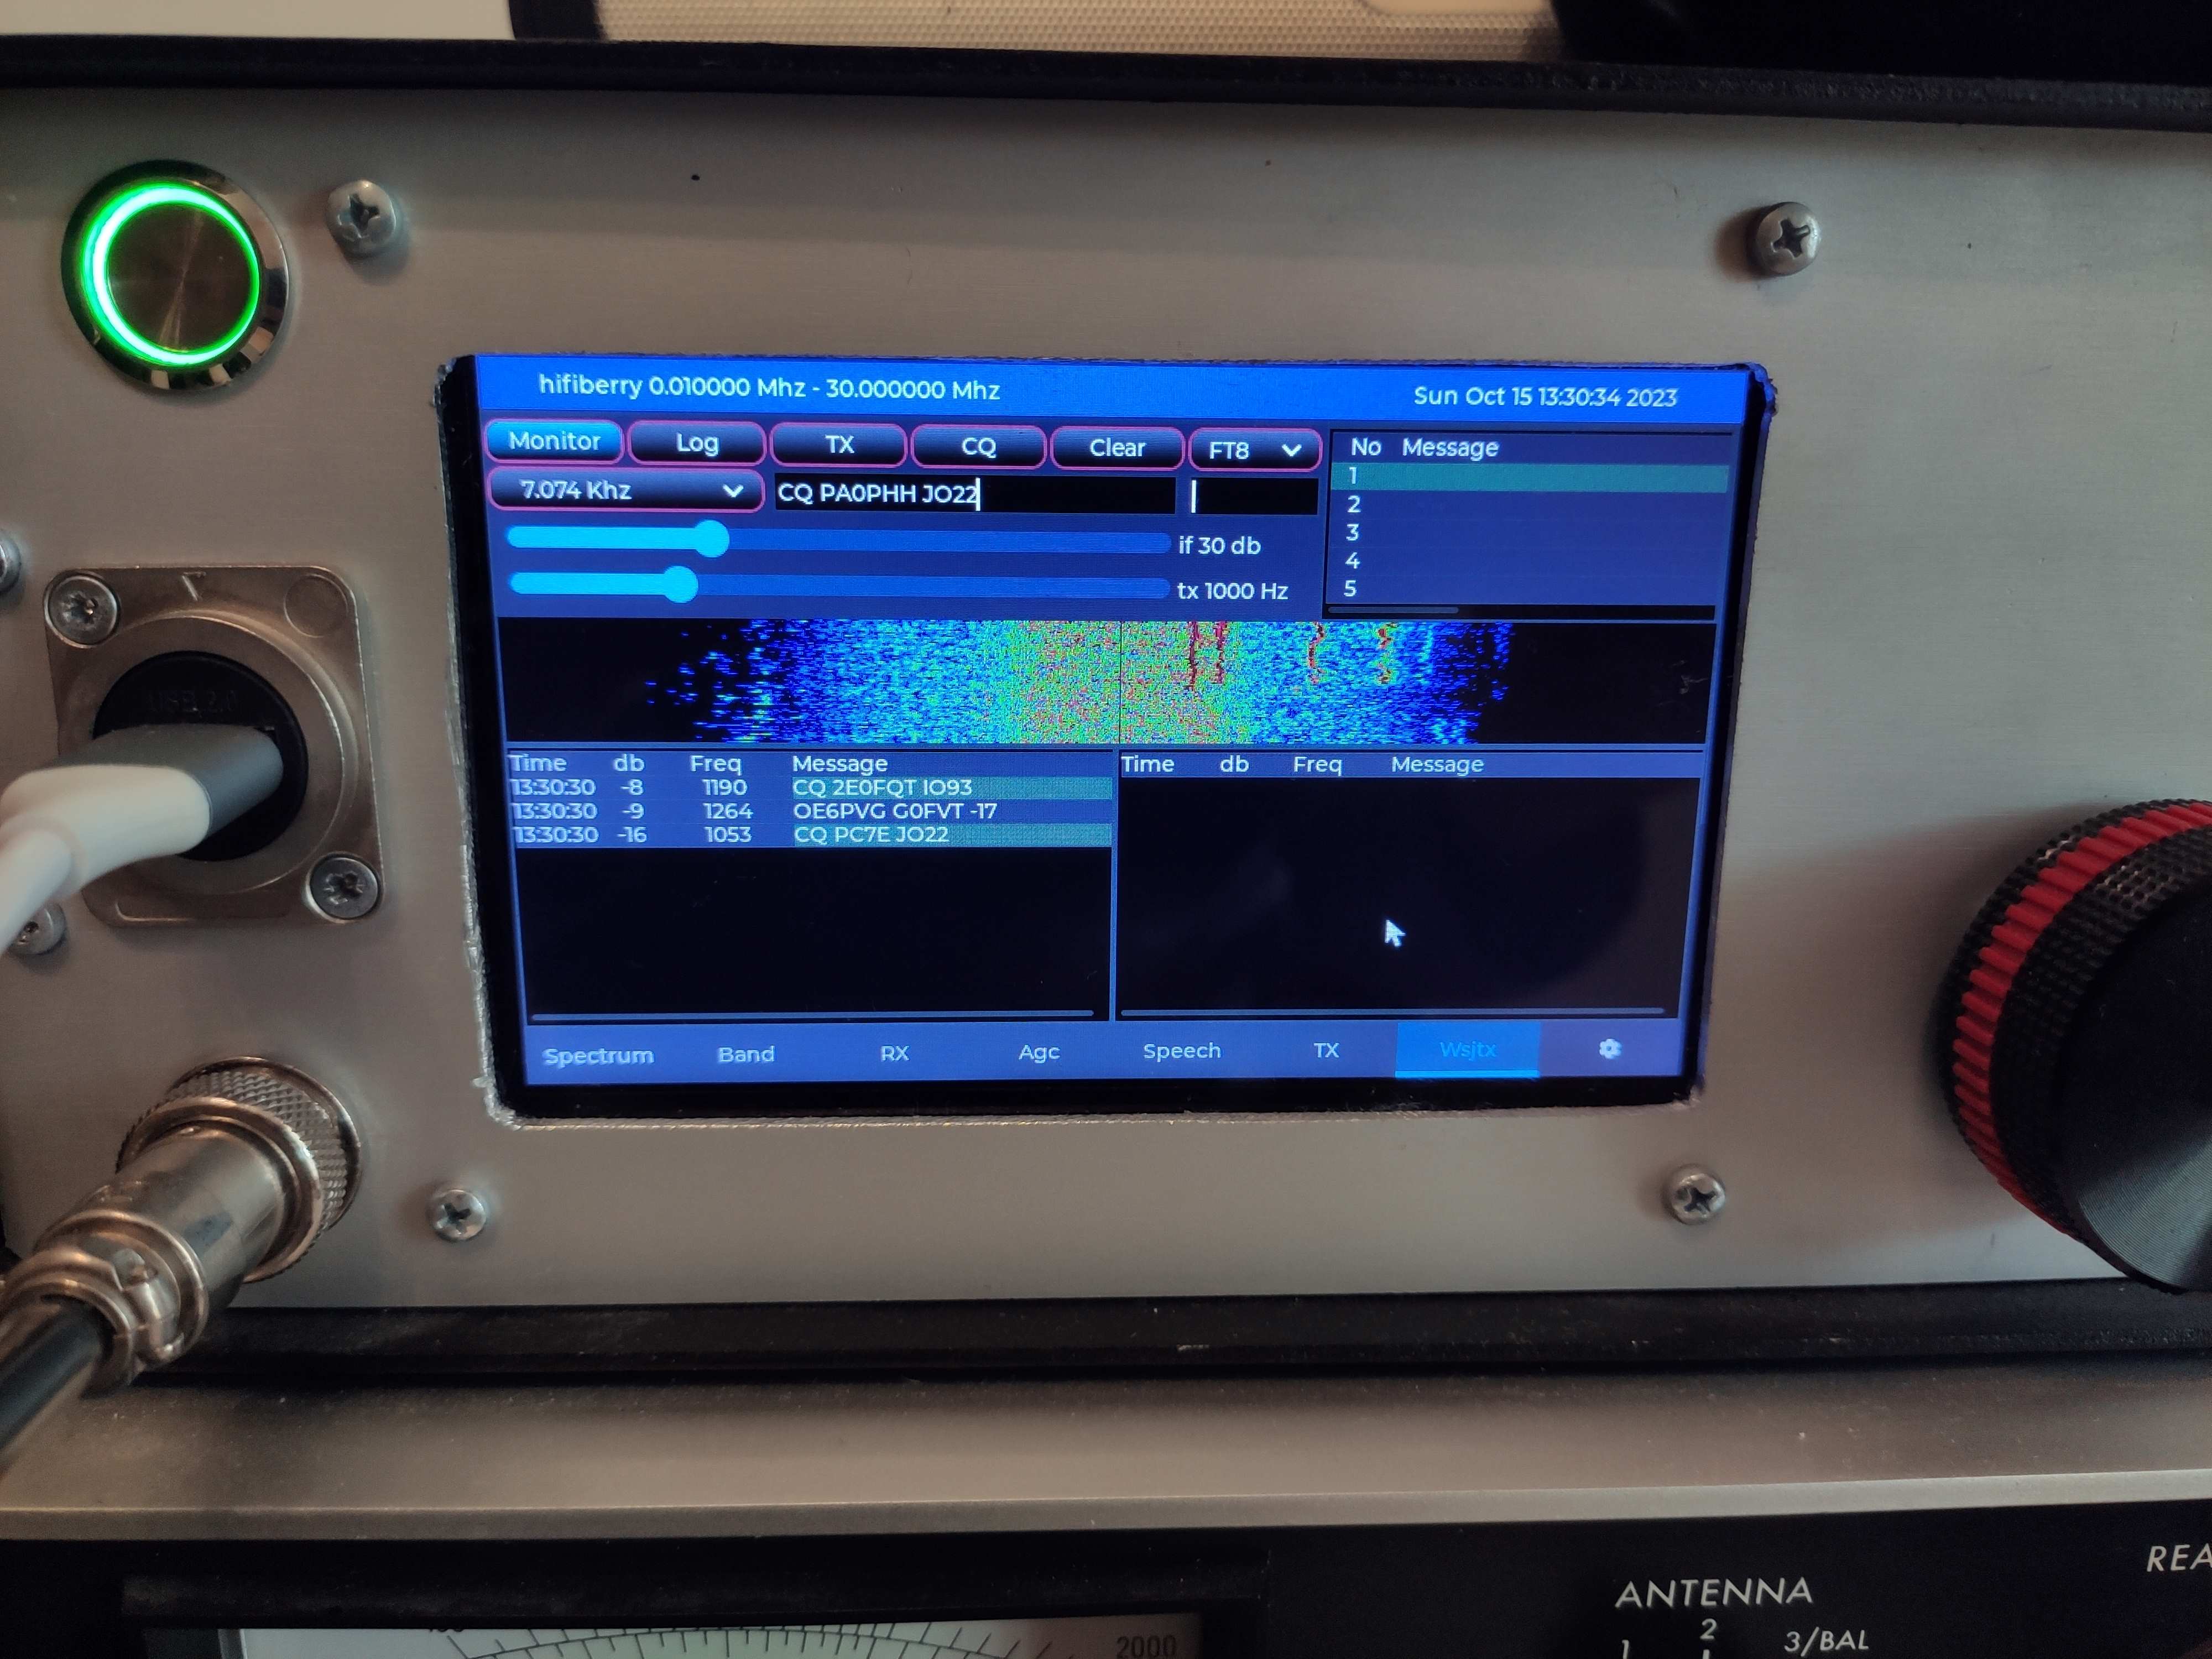 hifiberry 0.010000 Mhz - 30.000000 Mhz
Sun Oct 15 13:30:34 2023
Monitor Log TX CQ Clear FT8
7.074 Khz CQ PA0PHH JO22
if 30 db
tx 1000 Hz
No Message
1
2
3
4
5
Time db Freq Message
13:30:30 -8 1190 CQ 2E0FQT IO93
13:30:30 -9 1264 OE6PVG G0FVT -17
13:30:30 -16 1053 CQ PC7E JO22
Time db Freq Message
Spectrum Band RX Agc Speech TX Wsjtx
USB 2.0
ANTENNA
1 2 3/BAL
2000